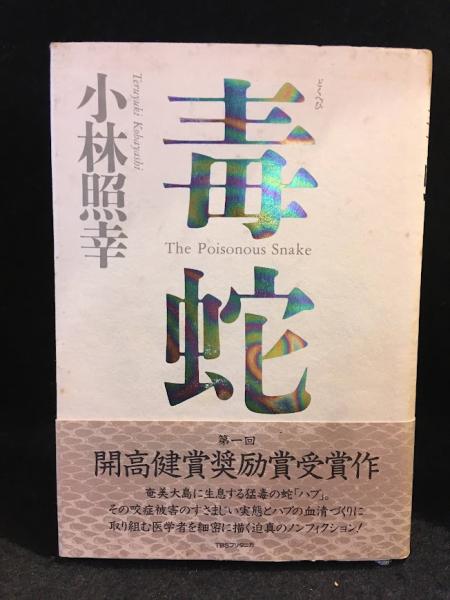 小林照幸
Teruyuki Kobayashi
どくへび
毒蛇
The Poisonous Snake
第一回
開高健賞奨励賞受賞作
奄美大島に生息する猛毒の蛇「ハブ」。
その咬症被害のすさまじい実態とハブの血清づくりに
取り組む医学者を細密に描く迫真のノンフィクション!
TBSブリタニカ